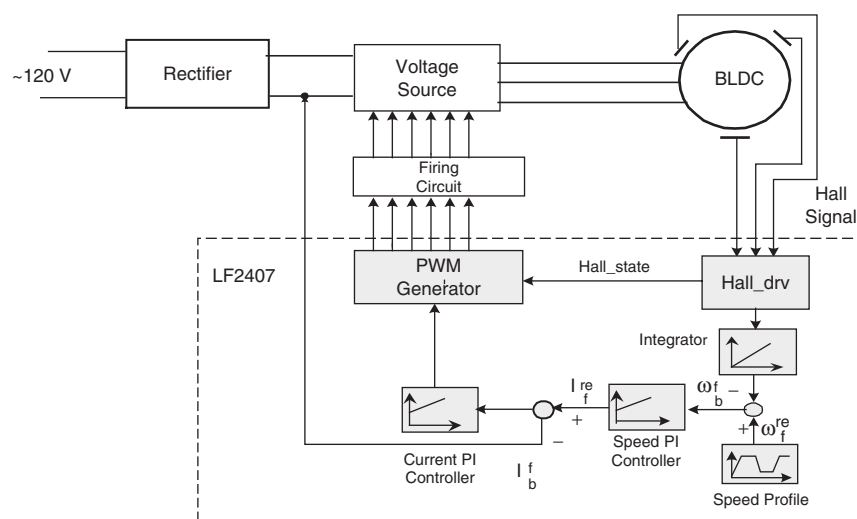 ~120 V
Rectifier
Voltage
Source
BLDC
Firing
Circuit
Hall
Signal
LF2407
PWM
Generator
Hall_state
Hall_drv
Integrator
I re f
+
ω f b
−
Speed PI
Controller
+
ω re f
−
Current PI
Controller
I f b
Speed Profile